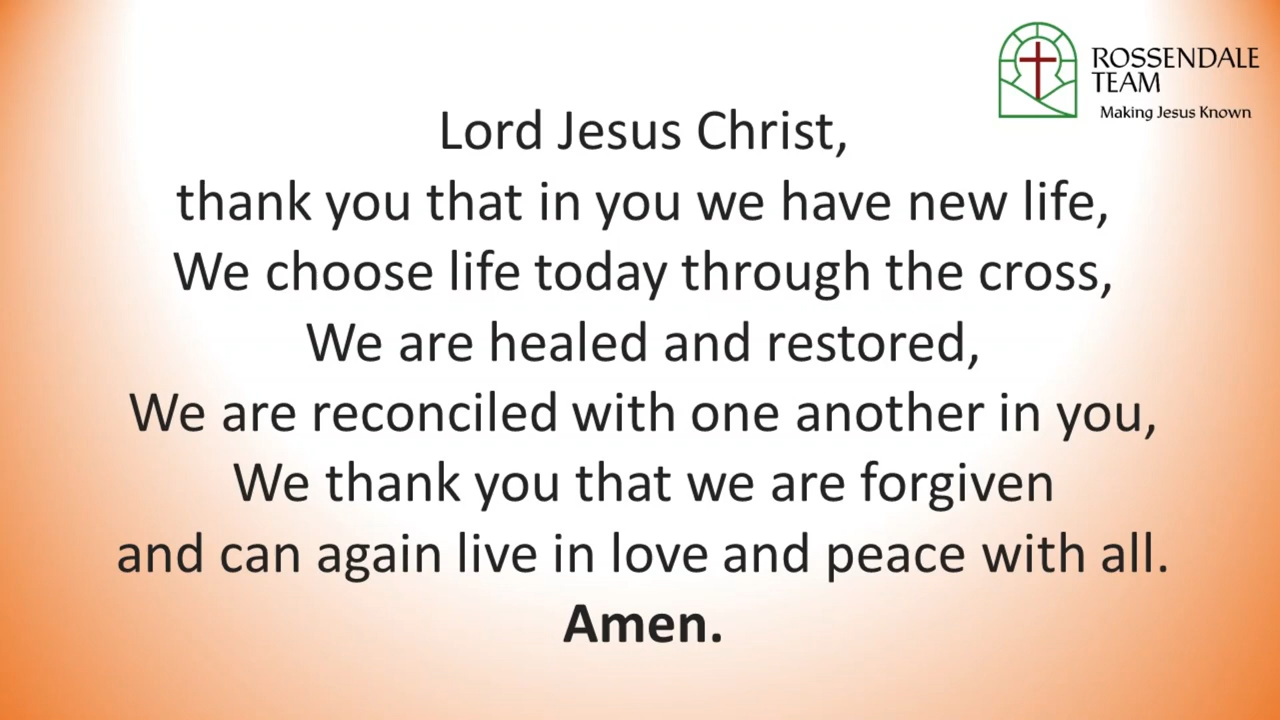 ROSSENDALE
TEAM
Making Jesus Known
Lord Jesus Christ,
thank you that in you we have new life,
We choose life today through the cross,
We are healed and restored,
We are reconciled with one another in you,
We thank you that we are forgiven
and can again live in love and peace with all.
Amen.